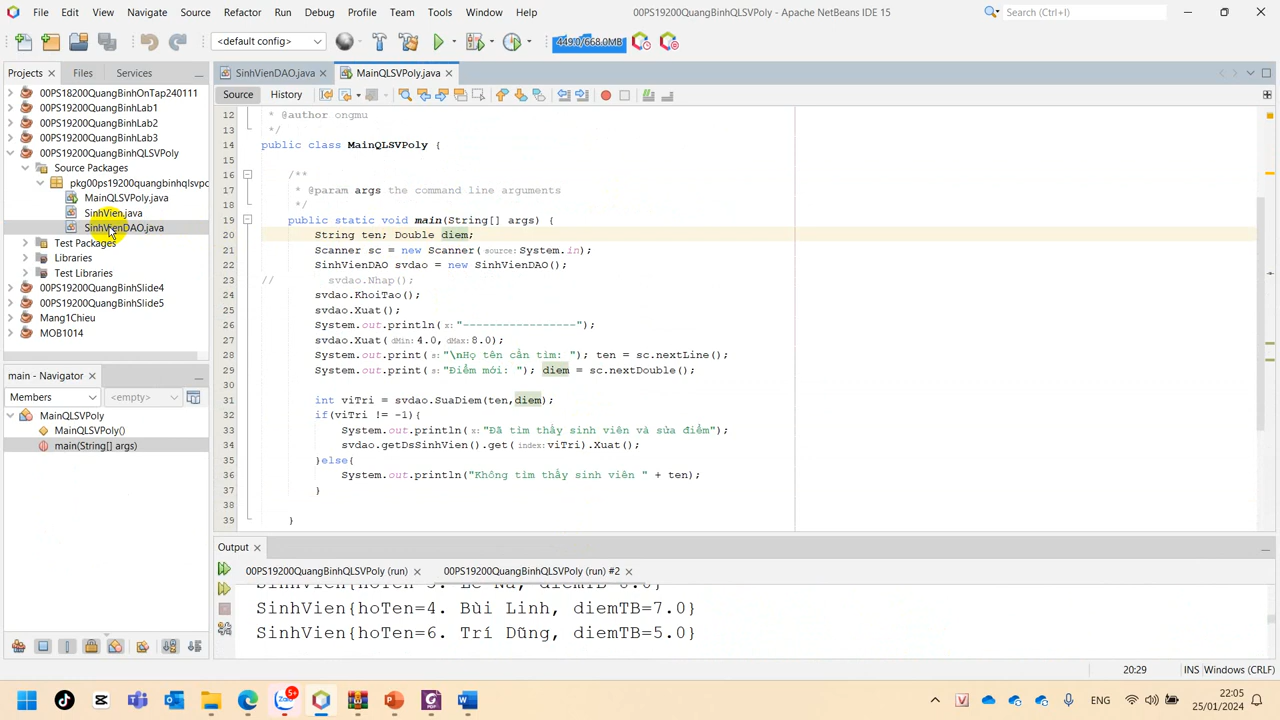 File Edit View Navigate Source Refactor Run Debug Profile Team Tools Window Help 00PS19200QuangBinhQLSVPoly - Apache NetBeans IDE 15 Search (Ctrl+I)
<default config> 449.0/668.0MB
Projects Files Services SinhVienDAO.java MainQLSVPoly.java
Source History
00PS18200QuangBinhOnTap240111
00PS19200QuangBinhLab1
00PS19200QuangBinhLab2
00PS19200QuangBinhLab3
00PS19200QuangBinhQLSVPoly
Source Packages
pkg00ps19200quangbinhqlsvpo
MainQLSVPoly.java
SinhVien.java
SinhVienDAO.java
Test Packages
Libraries
Test Libraries
00PS19200QuangBinhSlide4
00PS19200QuangBinhSlide5
Mang1Chieu
MOB1014
main - Navigator
Members <empty>
MainQLSVPoly
MainQLSVPoly()
main(String[] args)
12 * @author ongmu
13 */
14 public class MainQLSVPoly {
15
16 /**
17 * @param args the command line arguments
18 */
19 public static void main(String[] args) {
20 String ten; Double diem;
21 Scanner sc = new Scanner(source:System.in);
22 SinhVienDAO svdao = new SinhVienDAO();
23 // svdao.Nhap();
24 svdao.KhoiTao();
25 svdao.Xuat();
26 System.out.println(x:"-----------------");
27 svdao.Xuat(dMin:4.0,dMax:8.0);
28 System.out.print(s:"\nHọ tên cần tìm: "); ten = sc.nextLine();
29 System.out.print(s:"Điểm mới: "); diem = sc.nextDouble();
30
31 int viTri = svdao.SuaDiem(ten,diem);
32 if(viTri != -1){
33 System.out.println(x:"Đã tìm thấy sinh viên và sửa điểm");
34 svdao.getDsSinhVien().get(index:viTri).Xuat();
35 }else{
36 System.out.println("Không tìm thấy sinh viên " + ten);
37 }
38
39 }
Output
00PS19200QuangBinhQLSVPoly (run) 00PS19200QuangBinhQLSVPoly (run) #2
SinhVien{hoTen=4. Bùi Linh, diemTB=7.0}
SinhVien{hoTen=6. Trí Dũng, diemTB=5.0}
20:29 INS Windows (CRLF)
Zalo 5+ ENG 22:05
25/01/2024